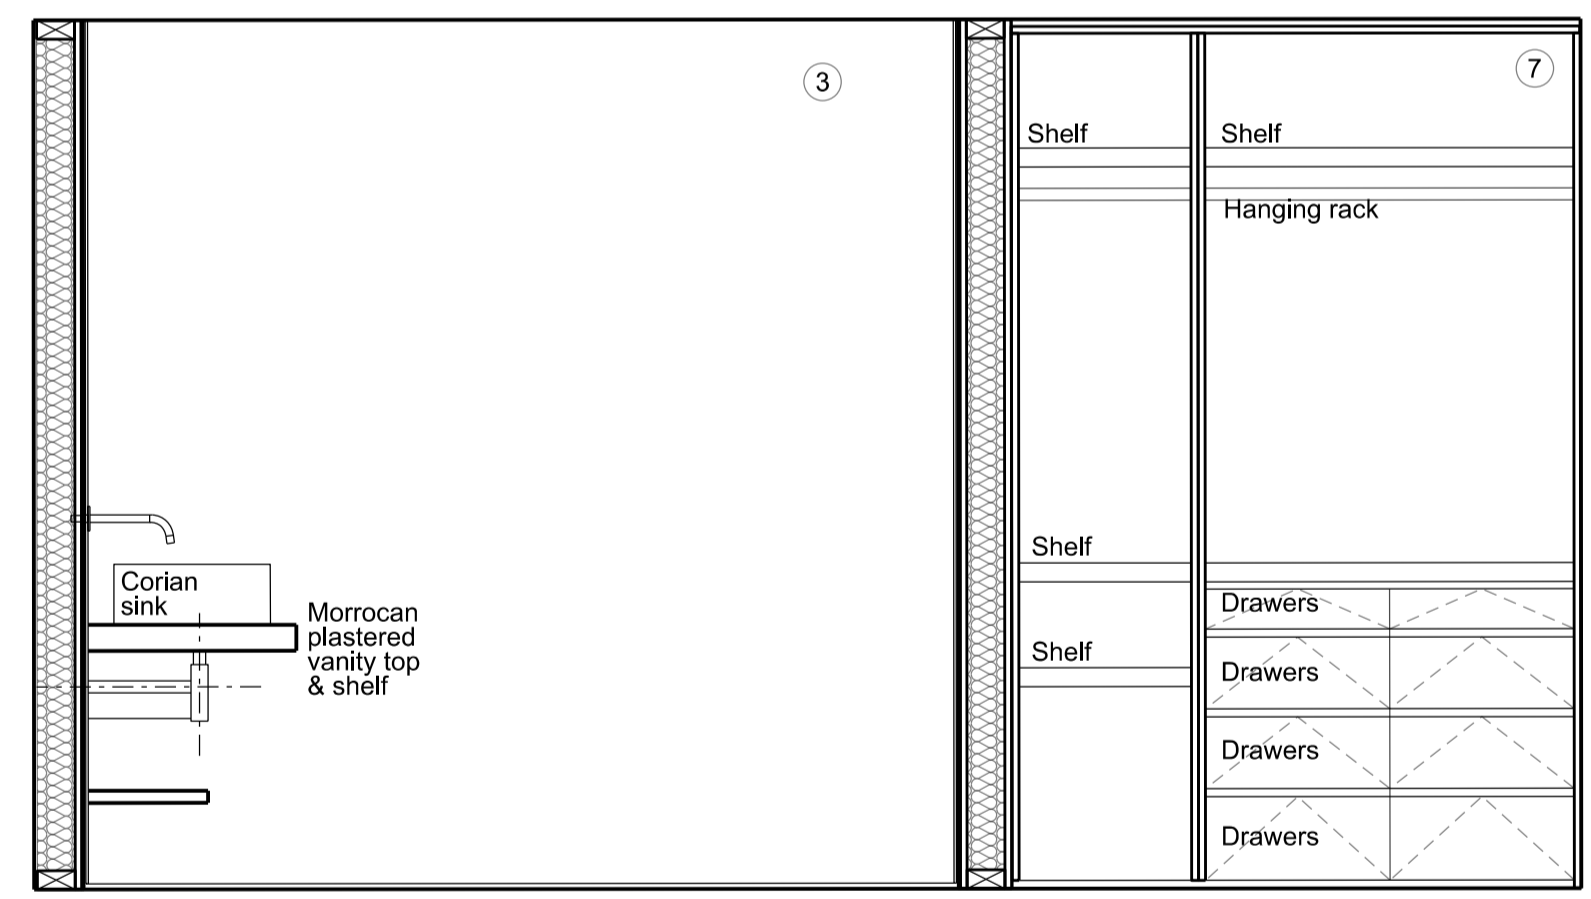 3
7
Shelf
Shelf
Hanging rack
Shelf
Corian
sink
Drawers
Morrocan
plastered
vanity top
& shelf
Shelf
Drawers
Drawers
Drawers